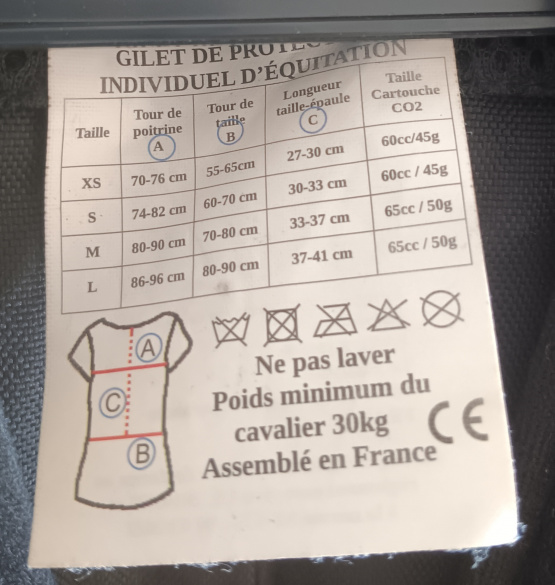 GILET DE PROTEC
INDIVIDUEL D'ÉQUITATION
Taille Tour de poitrine A Tour de taille B Longueur taille-épaule C Taille Cartouche CO2
XS 70-76 cm 55-65cm 27-30 cm 60cc/45g
S 74-82 cm 60-70 cm 30-33 cm 60cc / 45g
M 80-90 cm 70-80 cm 33-37 cm 65cc / 50g
L 86-96 cm 80-90 cm 37-41 cm 65cc / 50g
A
C
B
Ne pas laver
Poids minimum du
cavalier 30kg
Assemblé en France
CE